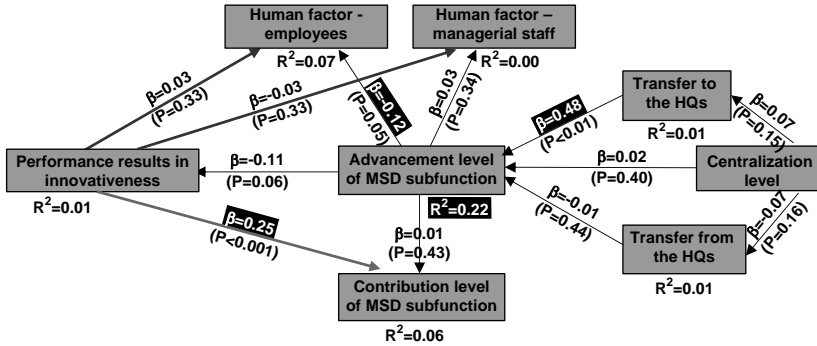 Human factor -
employees
R²=0.07
Human factor –
managerial staff
R²=0.00
β=0.03
(P=0.33)
β=-0.03
(P=0.33)
β=-0.12
(P=0.05)
β=0.03
(P=0.34)
β=0.48
(P<0.01)
Transfer to
the HQs
R²=0.01
β=0.07
(P=0.15)
Performance results in
innovativeness
R²=0.01
β=-0.11
(P=0.06)
Advancement level
of MSD subfunction
R²=0.22
β=0.02
(P=0.40)
Centralization
level
β=0.25
(P<0.001)
β=0.01
(P=0.43)
β=-0.01
(P=0.44)
Transfer from
the HQs
R²=0.01
β=-0.07
(P=0.16)
Contribution level
of MSD subfunction
R²=0.06